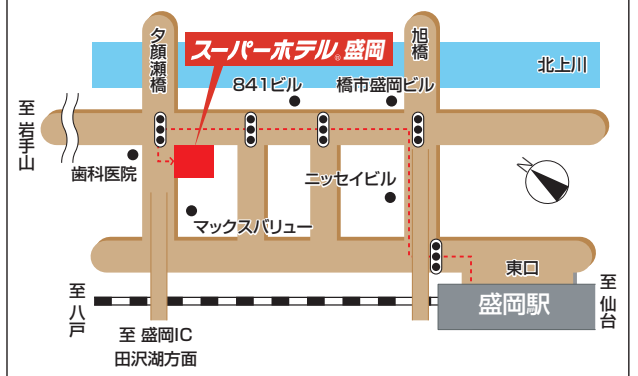 夕顔瀬橋
スーパーホテル®盛岡
旭橋
北上川
841ビル
橋市盛岡ビル
至 岩手山
歯科医院
ニッセイビル
N
マックスバリュー
東口
至 八戸
盛岡駅
至 仙台
至 盛岡IC
田沢湖方面